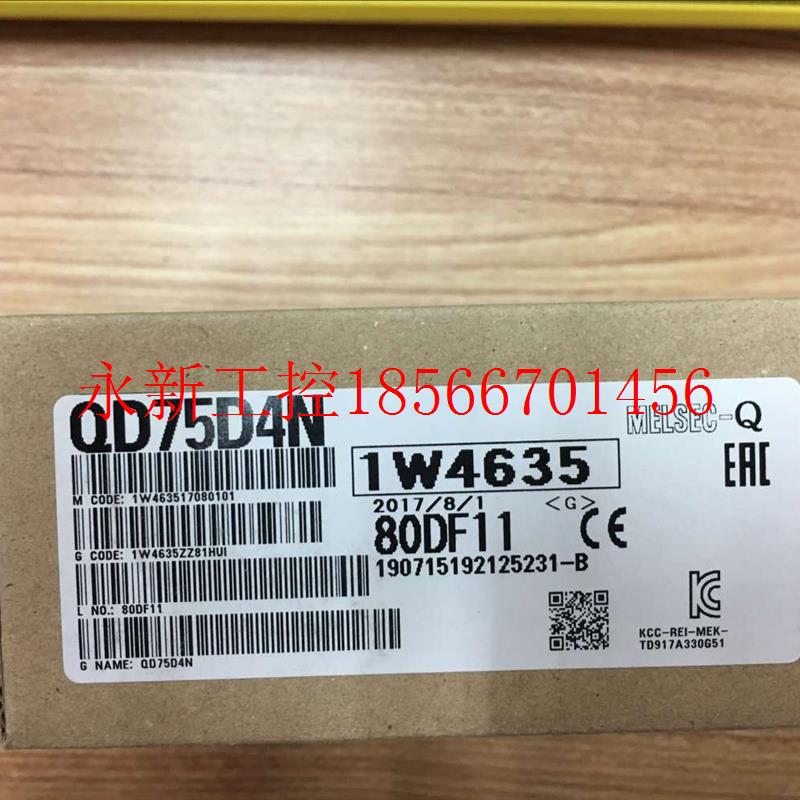 永新工控18566701456
QD75D4N
MELSEC-Q
1W4635
EAC
M CODE: 1W463517080101
2017/8/1 <G>
80DF11 CE
G CODE: 1W4635ZZ81HUI
190715192125231-B
L NO.: 80DF11
KCC-REI-MEK-
TD917A330G51
G NAME: QD75D4N